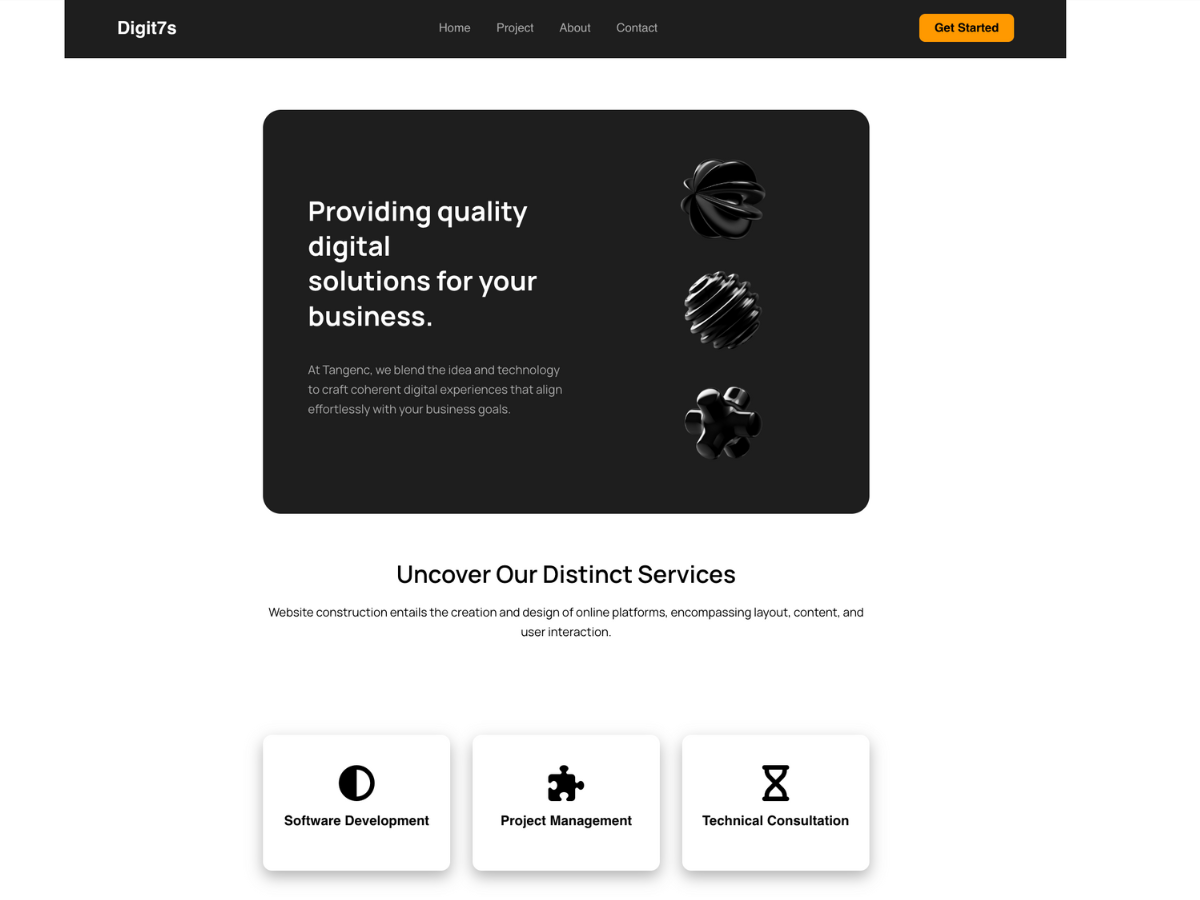 Digit7s
Home
Project
About
Contact
Get Started
Providing quality
digital
solutions for your
business.
At Tangenc, we blend the idea and technology
to craft coherent digital experiences that align
effortlessly with your business goals.
Uncover Our Distinct Services
Website construction entails the creation and design of online platforms, encompassing layout, content, and
user interaction.
Software Development
Project Management
Technical Consultation